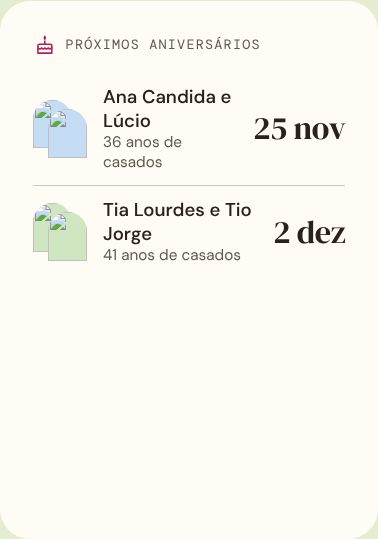 PRÓXIMOS ANIVERSÁRIOS
Ana Candida e
Lúcio
36 anos de
casados
25 nov
Tia Lourdes e Tio
Jorge
41 anos de casados
2 dez